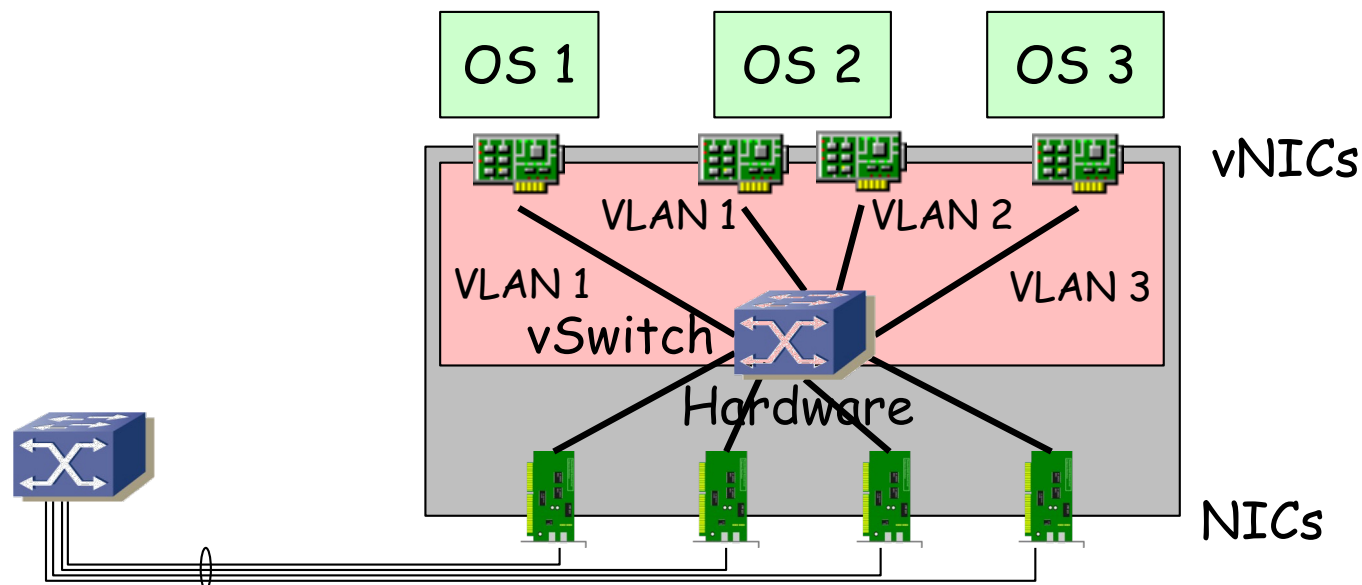 OS 1
OS 2
OS 3
vNICs
VLAN 1
VLAN 2
VLAN 1
VLAN 3
vSwitch
Hardware
NICs